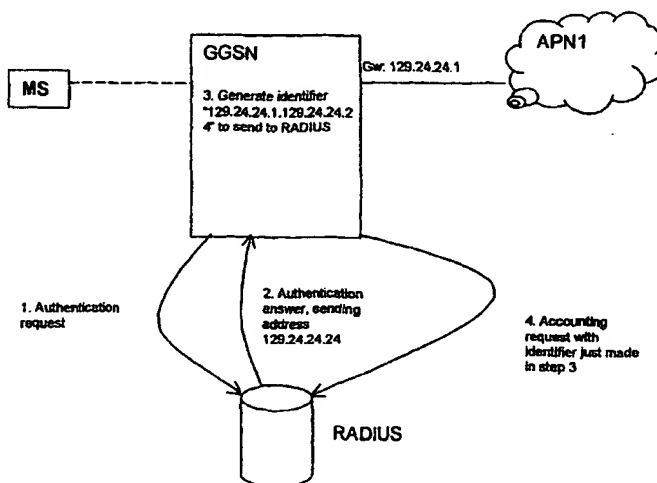 GGSN
APN1
Gw: 129.24.24.1
MS
3. Generate identifier
"129.24.24.1.129.24.24.2
4" to send to RADIUS
1. Authentication
request
2. Authentication
answer, sending
address
129.24.24.24
4. Accounting
request with
identifier just made
in step 3
RADIUS